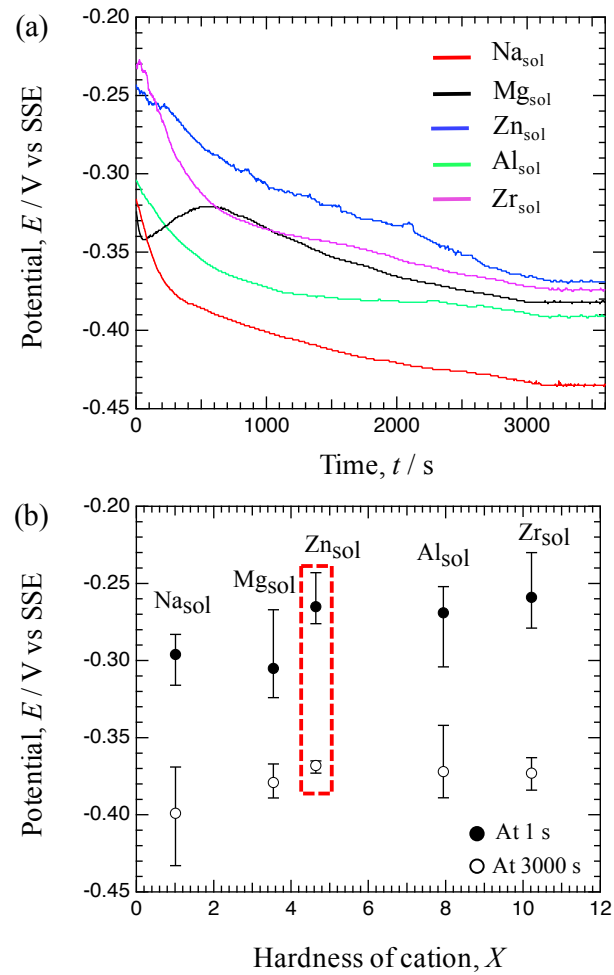 (a)
-0.20
-0.25
-0.30
-0.35
-0.40
-0.45
Potential, E / V vs SSE
Na_sol
Mg_sol
Zn_sol
Al_sol
Zr_sol
0
1000
2000
3000
Time, t / s
(b)
-0.20
-0.25
-0.30
-0.35
-0.40
-0.45
Potential, E / V vs SSE
Na_sol
Mg_sol
Zn_sol
Al_sol
Zr_sol
At 1 s
At 3000 s
0
2
4
6
8
10
12
Hardness of cation, X